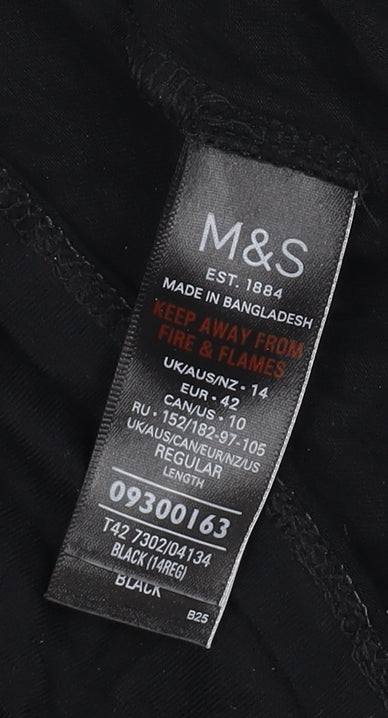 M&S
EST. 1884
MADE IN BANGLADESH
KEEP AWAY FROM
FIRE & FLAMES
UK/AUS/NZ • 14
EUR • 42
CAN/US • 10
RU • 152/182-97-105
UK/AUS/CAN/EUR/NZ/US
REGULAR
LENGTH
09300163
T42 7302/04134
BLACK (14REG)
BLACK
B25